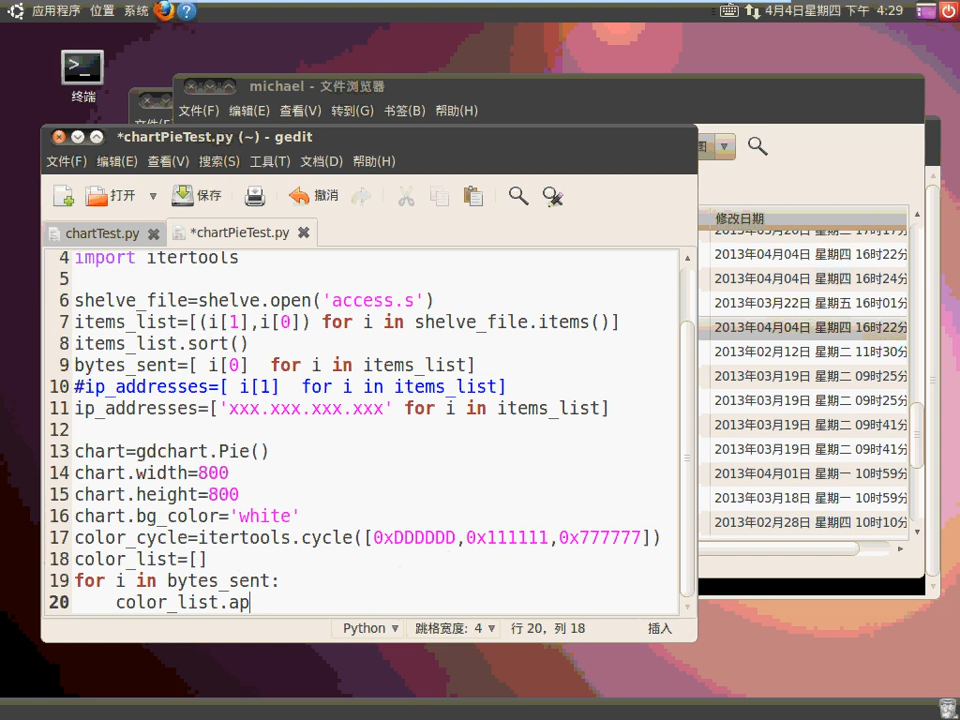 应用程序 位置 系统 4月4日星期四 下午 4:29
终端
michael - 文件浏览器
文件(F) 编辑(E) 查看(V) 转到(G) 书签(B) 帮助(H)
*chartPieTest.py (~) - gedit
文件(F) 编辑(E) 查看(V) 搜索(S) 工具(T) 文档(D) 帮助(H)
打开 保存 撤消
chartTest.py *chartPieTest.py
4 import itertools
5
6 shelve_file=shelve.open('access.s')
7 items_list=[(i[1],i[0]) for i in shelve_file.items()]
8 items_list.sort()
9 bytes_sent=[ i[0]  for i in items_list]
10 #ip_addresses=[ i[1]  for i in items_list]
11 ip_addresses=['xxx.xxx.xxx.xxx' for i in items_list]
12
13 chart=gdchart.Pie()
14 chart.width=800
15 chart.height=800
16 chart.bg_color='white'
17 color_cycle=itertools.cycle([0xDDDDDD,0x111111,0x777777])
18 color_list=[]
19 for i in bytes_sent:
20     color_list.ap
Python 跳格宽度: 4 行 20，列 18 插入
修改日期
2013年04月04日 星期四 16时22分
2013年04月04日 星期四 16时24分
2013年03月22日 星期五 16时01分
2013年04月04日 星期四 16时22分
2013年02月12日 星期二 11时30分
2013年03月19日 星期二 09时25分
2013年03月19日 星期二 09时25分
2013年03月19日 星期二 09时41分
2013年03月19日 星期二 09时41分
2013年04月01日 星期一 10时59分
2013年03月18日 星期一 10时59分
2013年02月28日 星期四 10时10分